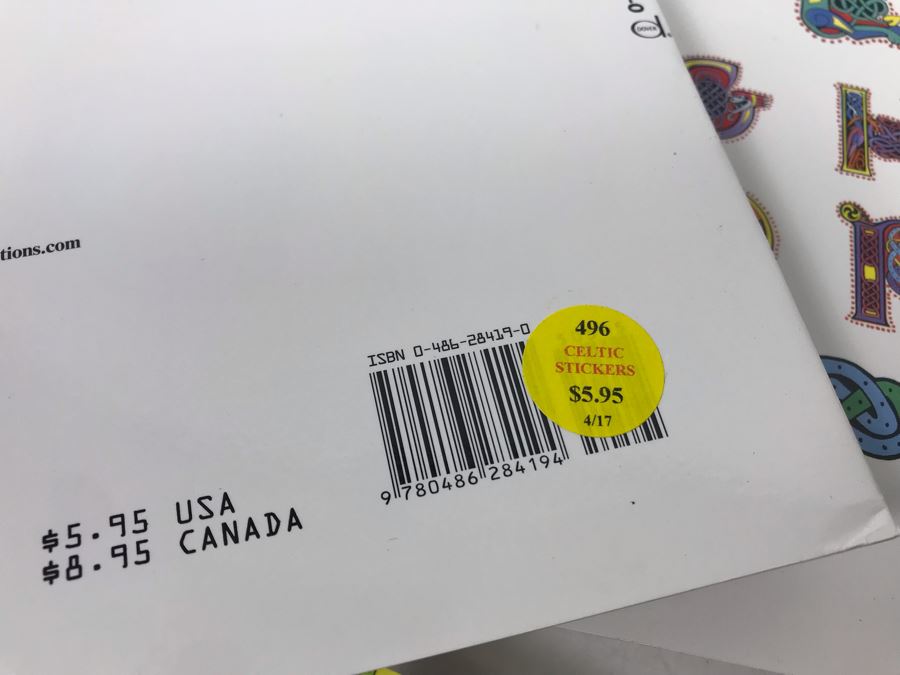 DOVER
tions.com
ISBN 0-486-28419-0
496
CELTIC
STICKERS
$5.95
4/17
9 780486 284194
$5.95 USA
$8.95 CANADA